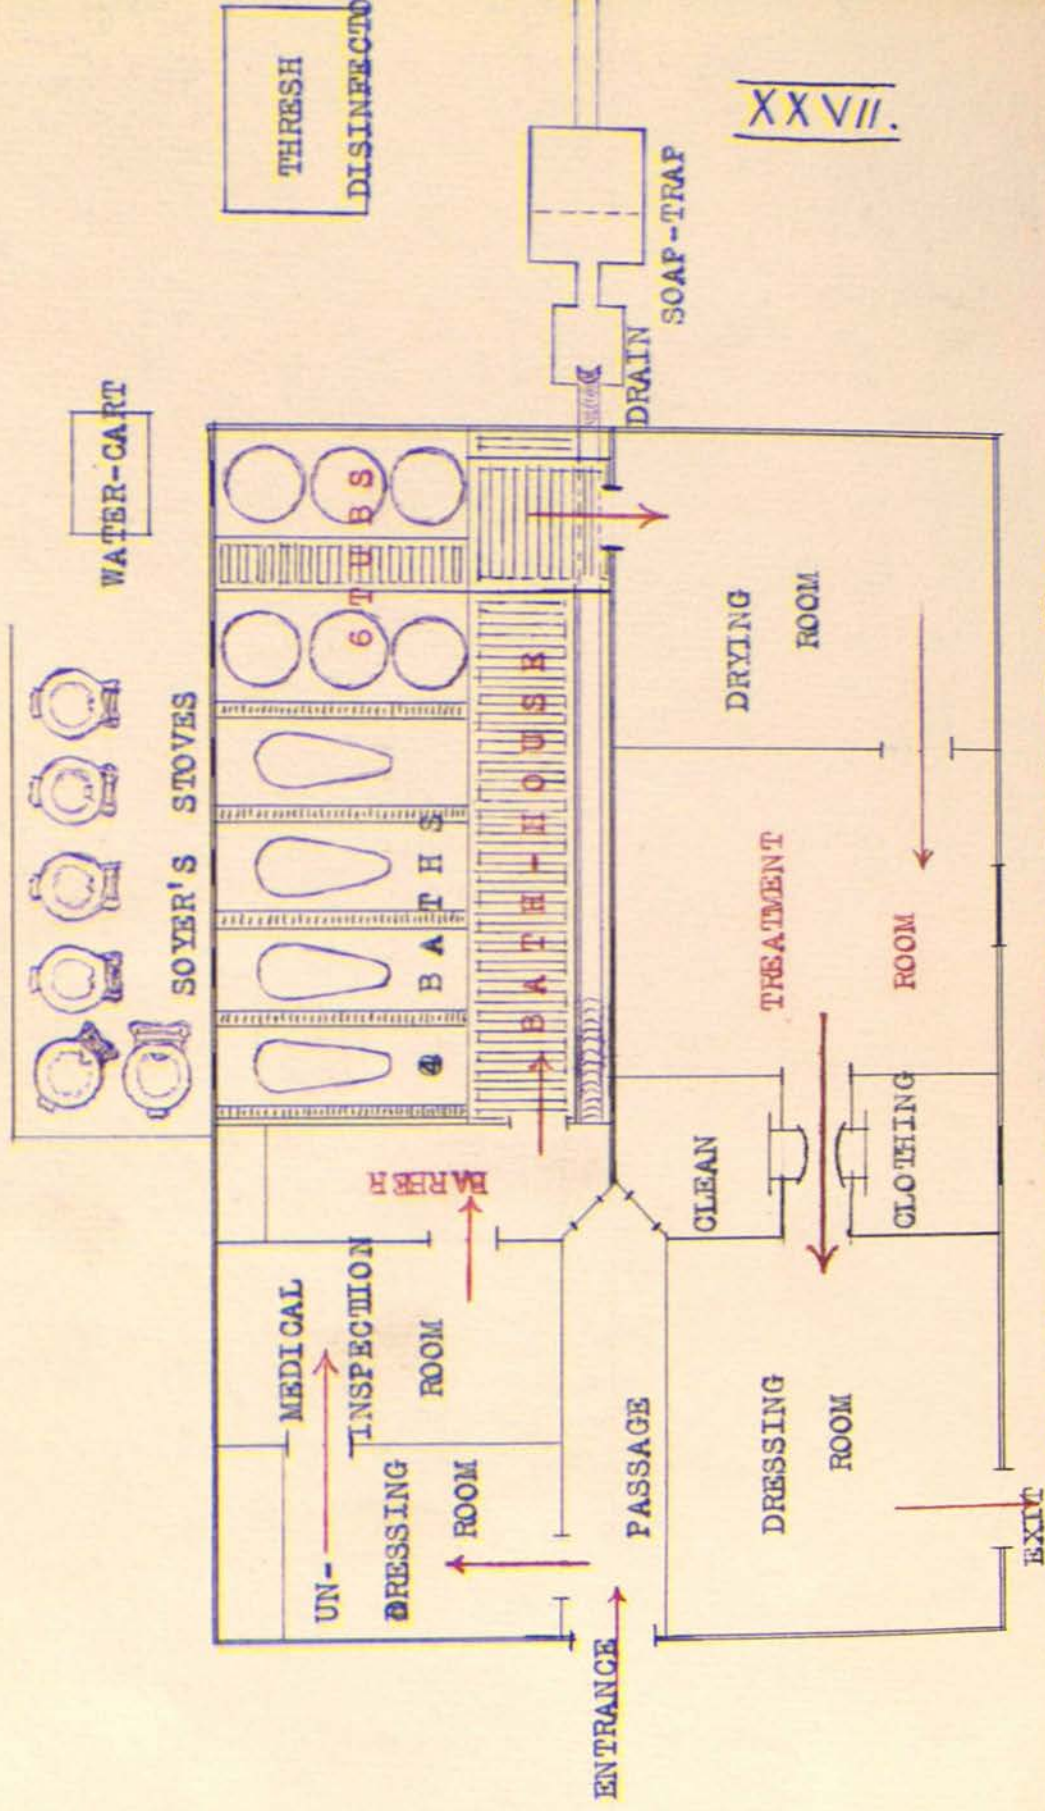 XXVII.
THRESH
DISINFECTO
WATER-CART
SOYER'S STOVES
SOAP-TRAP
DRAIN
6 TUBS
4 BATHS
BATH-HOUSE
BARBER
MEDICAL
INSPECTION
ROOM
UN-
DRESSING
ROOM
ENTRANCE
PASSAGE
DRYING
ROOM
TREATMENT
ROOM
CLEAN
CLOTHING
DRESSING
ROOM
EXIT